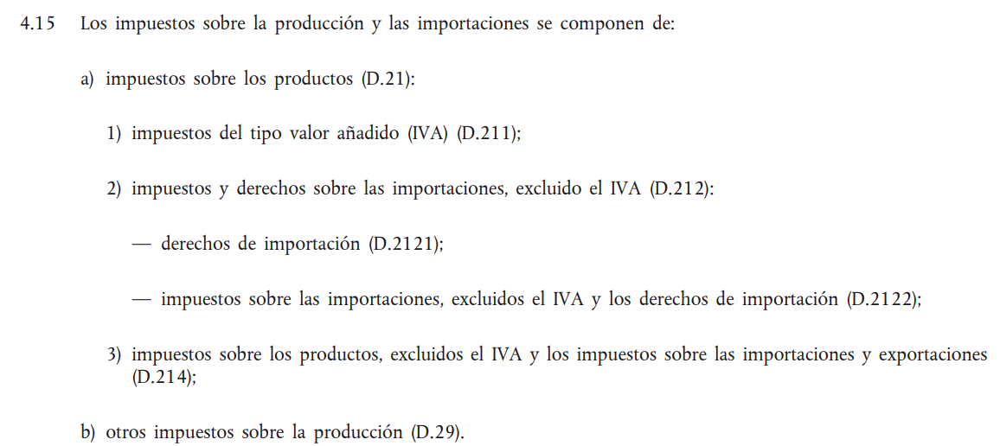 4.15 Los impuestos sobre la producción y las importaciones se componen de:
a) impuestos sobre los productos (D.21):
1) impuestos del tipo valor añadido (IVA) (D.211);
2) impuestos y derechos sobre las importaciones, excluido el IVA (D.212):
— derechos de importación (D.2121);
— impuestos sobre las importaciones, excluidos el IVA y los derechos de importación (D.2122);
3) impuestos sobre los productos, excluidos el IVA y los impuestos sobre las importaciones y exportaciones
(D.214);
b) otros impuestos sobre la producción (D.29).